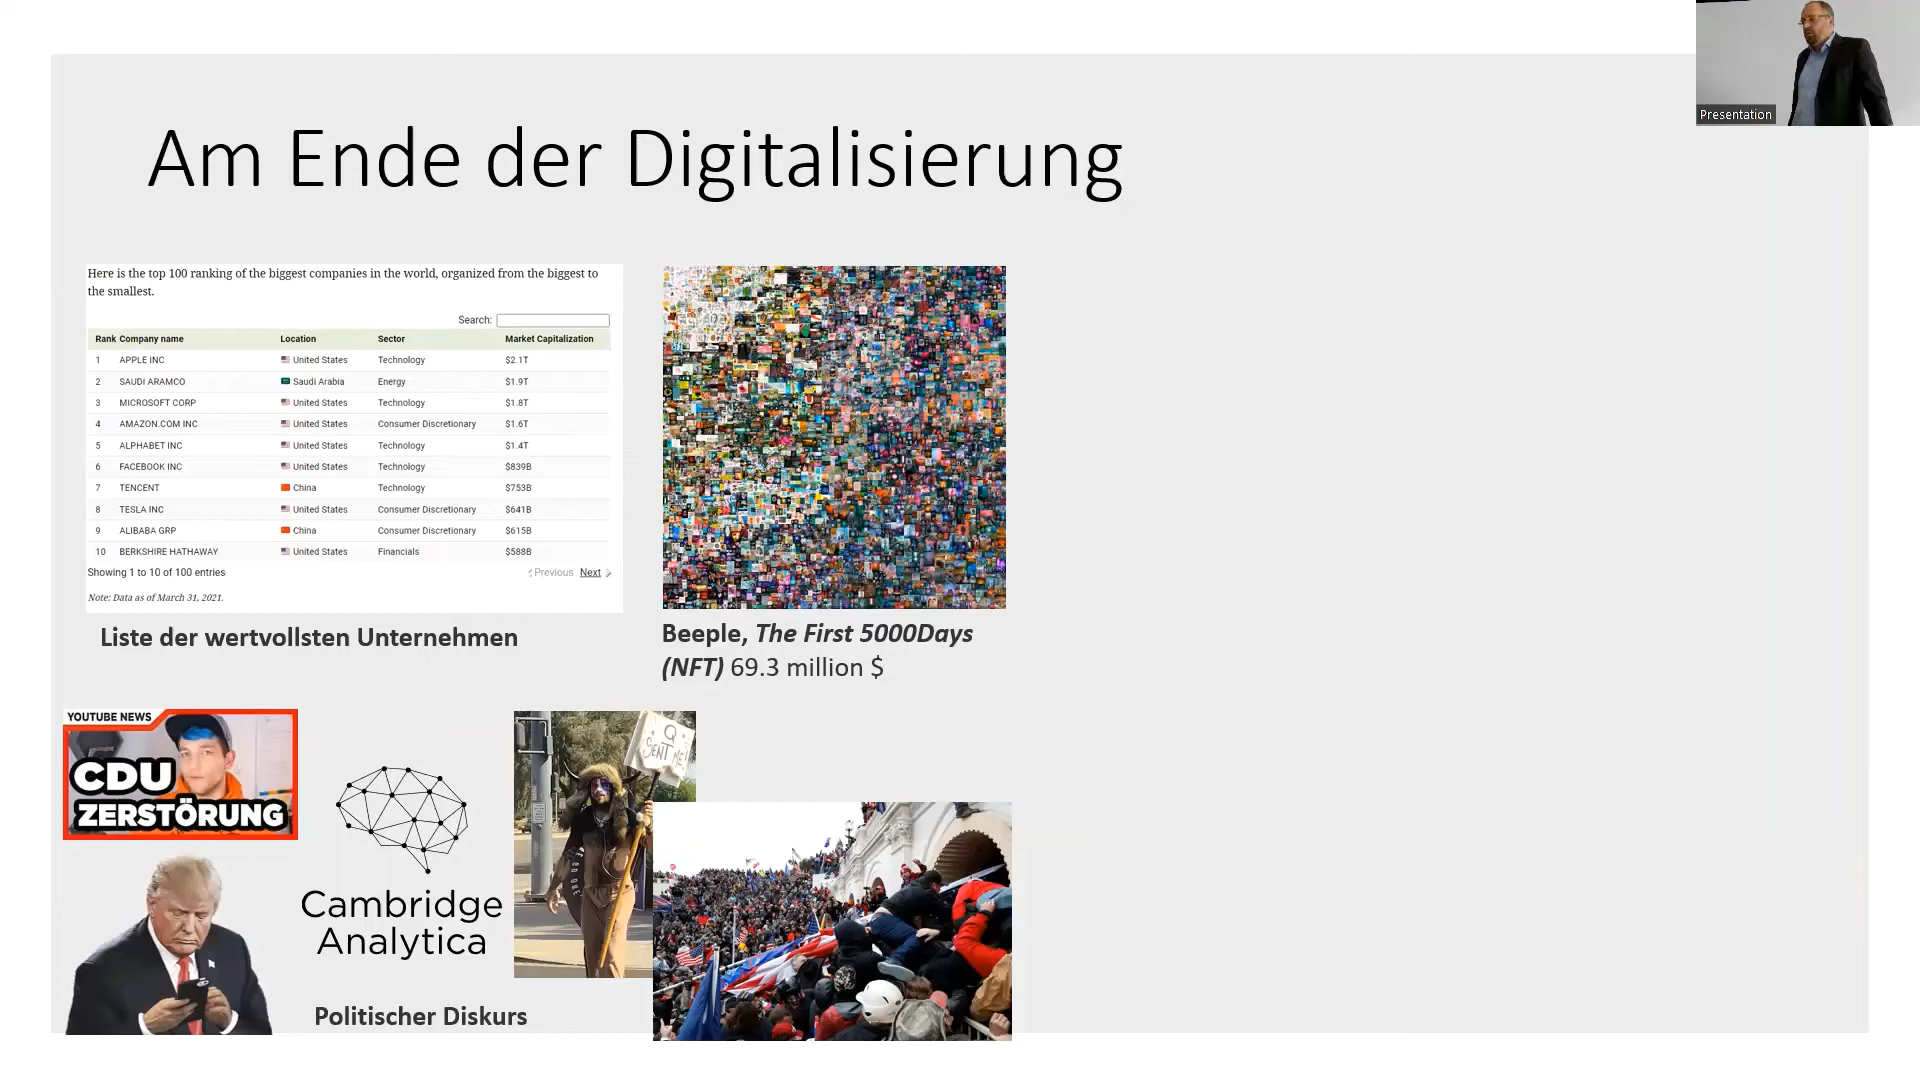 Presentation
Am Ende der Digitalisierung
Here is the top 100 ranking of the biggest companies in the world, organized from the biggest to
the smallest.
Search:
Rank Company name Location Sector Market Capitalization
1 APPLE INC United States Technology $2.1T
2 SAUDI ARAMCO Saudi Arabia Energy $1.9T
3 MICROSOFT CORP United States Technology $1.8T
4 AMAZON.COM INC United States Consumer Discretionary $1.6T
5 ALPHABET INC United States Technology $1.4T
6 FACEBOOK INC United States Technology $839B
7 TENCENT China Technology $753B
8 TESLA INC United States Consumer Discretionary $641B
9 ALIBABA GRP China Consumer Discretionary $615B
10 BERKSHIRE HATHAWAY United States Financials $588B
Showing 1 to 10 of 100 entries Previous Next
Note: Data as of March 31, 2021.
Liste der wertvollsten Unternehmen
Beeple, The First 5000Days
(NFT) 69.3 million $
YOUTUBE NEWS
CDU
ZERSTÖRUNG
Cambridge
Analytica
Q
SENT ME!
Politischer Diskurs